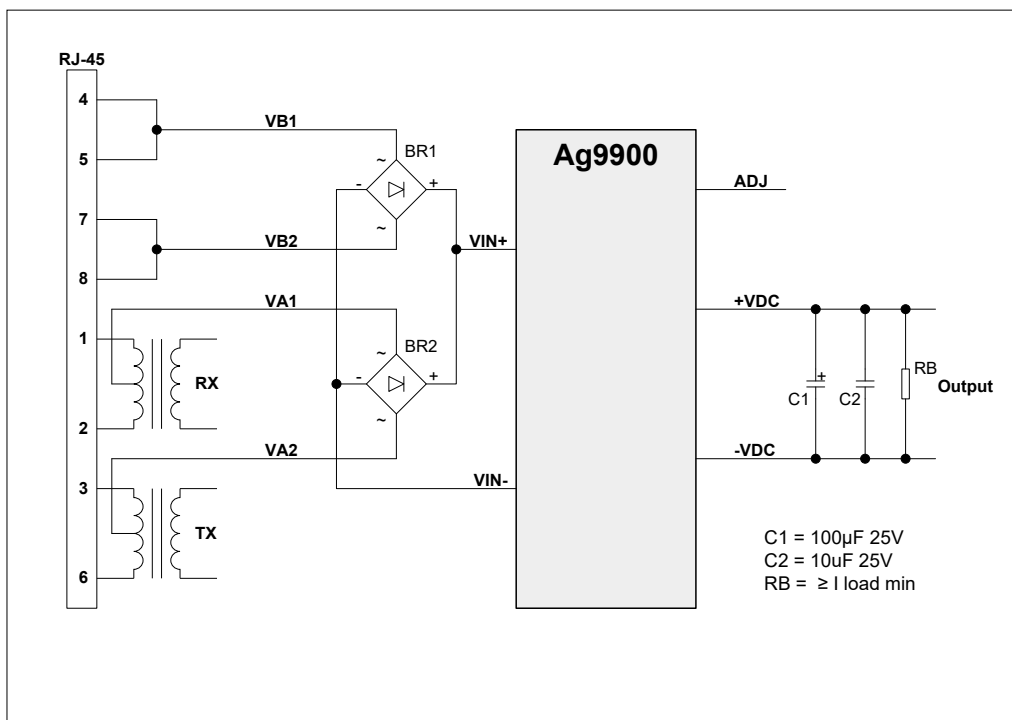 RJ-45
4
5
7
8
1
2
3
6
VB1
VB2
VA1
VA2
RX
TX
BR1
~
-
+
~
BR2
~
-
+
~
VIN+
VIN-
Ag9900
ADJ
+VDC
-VDC
+
C1
C2
RB
Output
C1 = 100µF 25V
C2 = 10uF 25V
RB = ≥ I load min